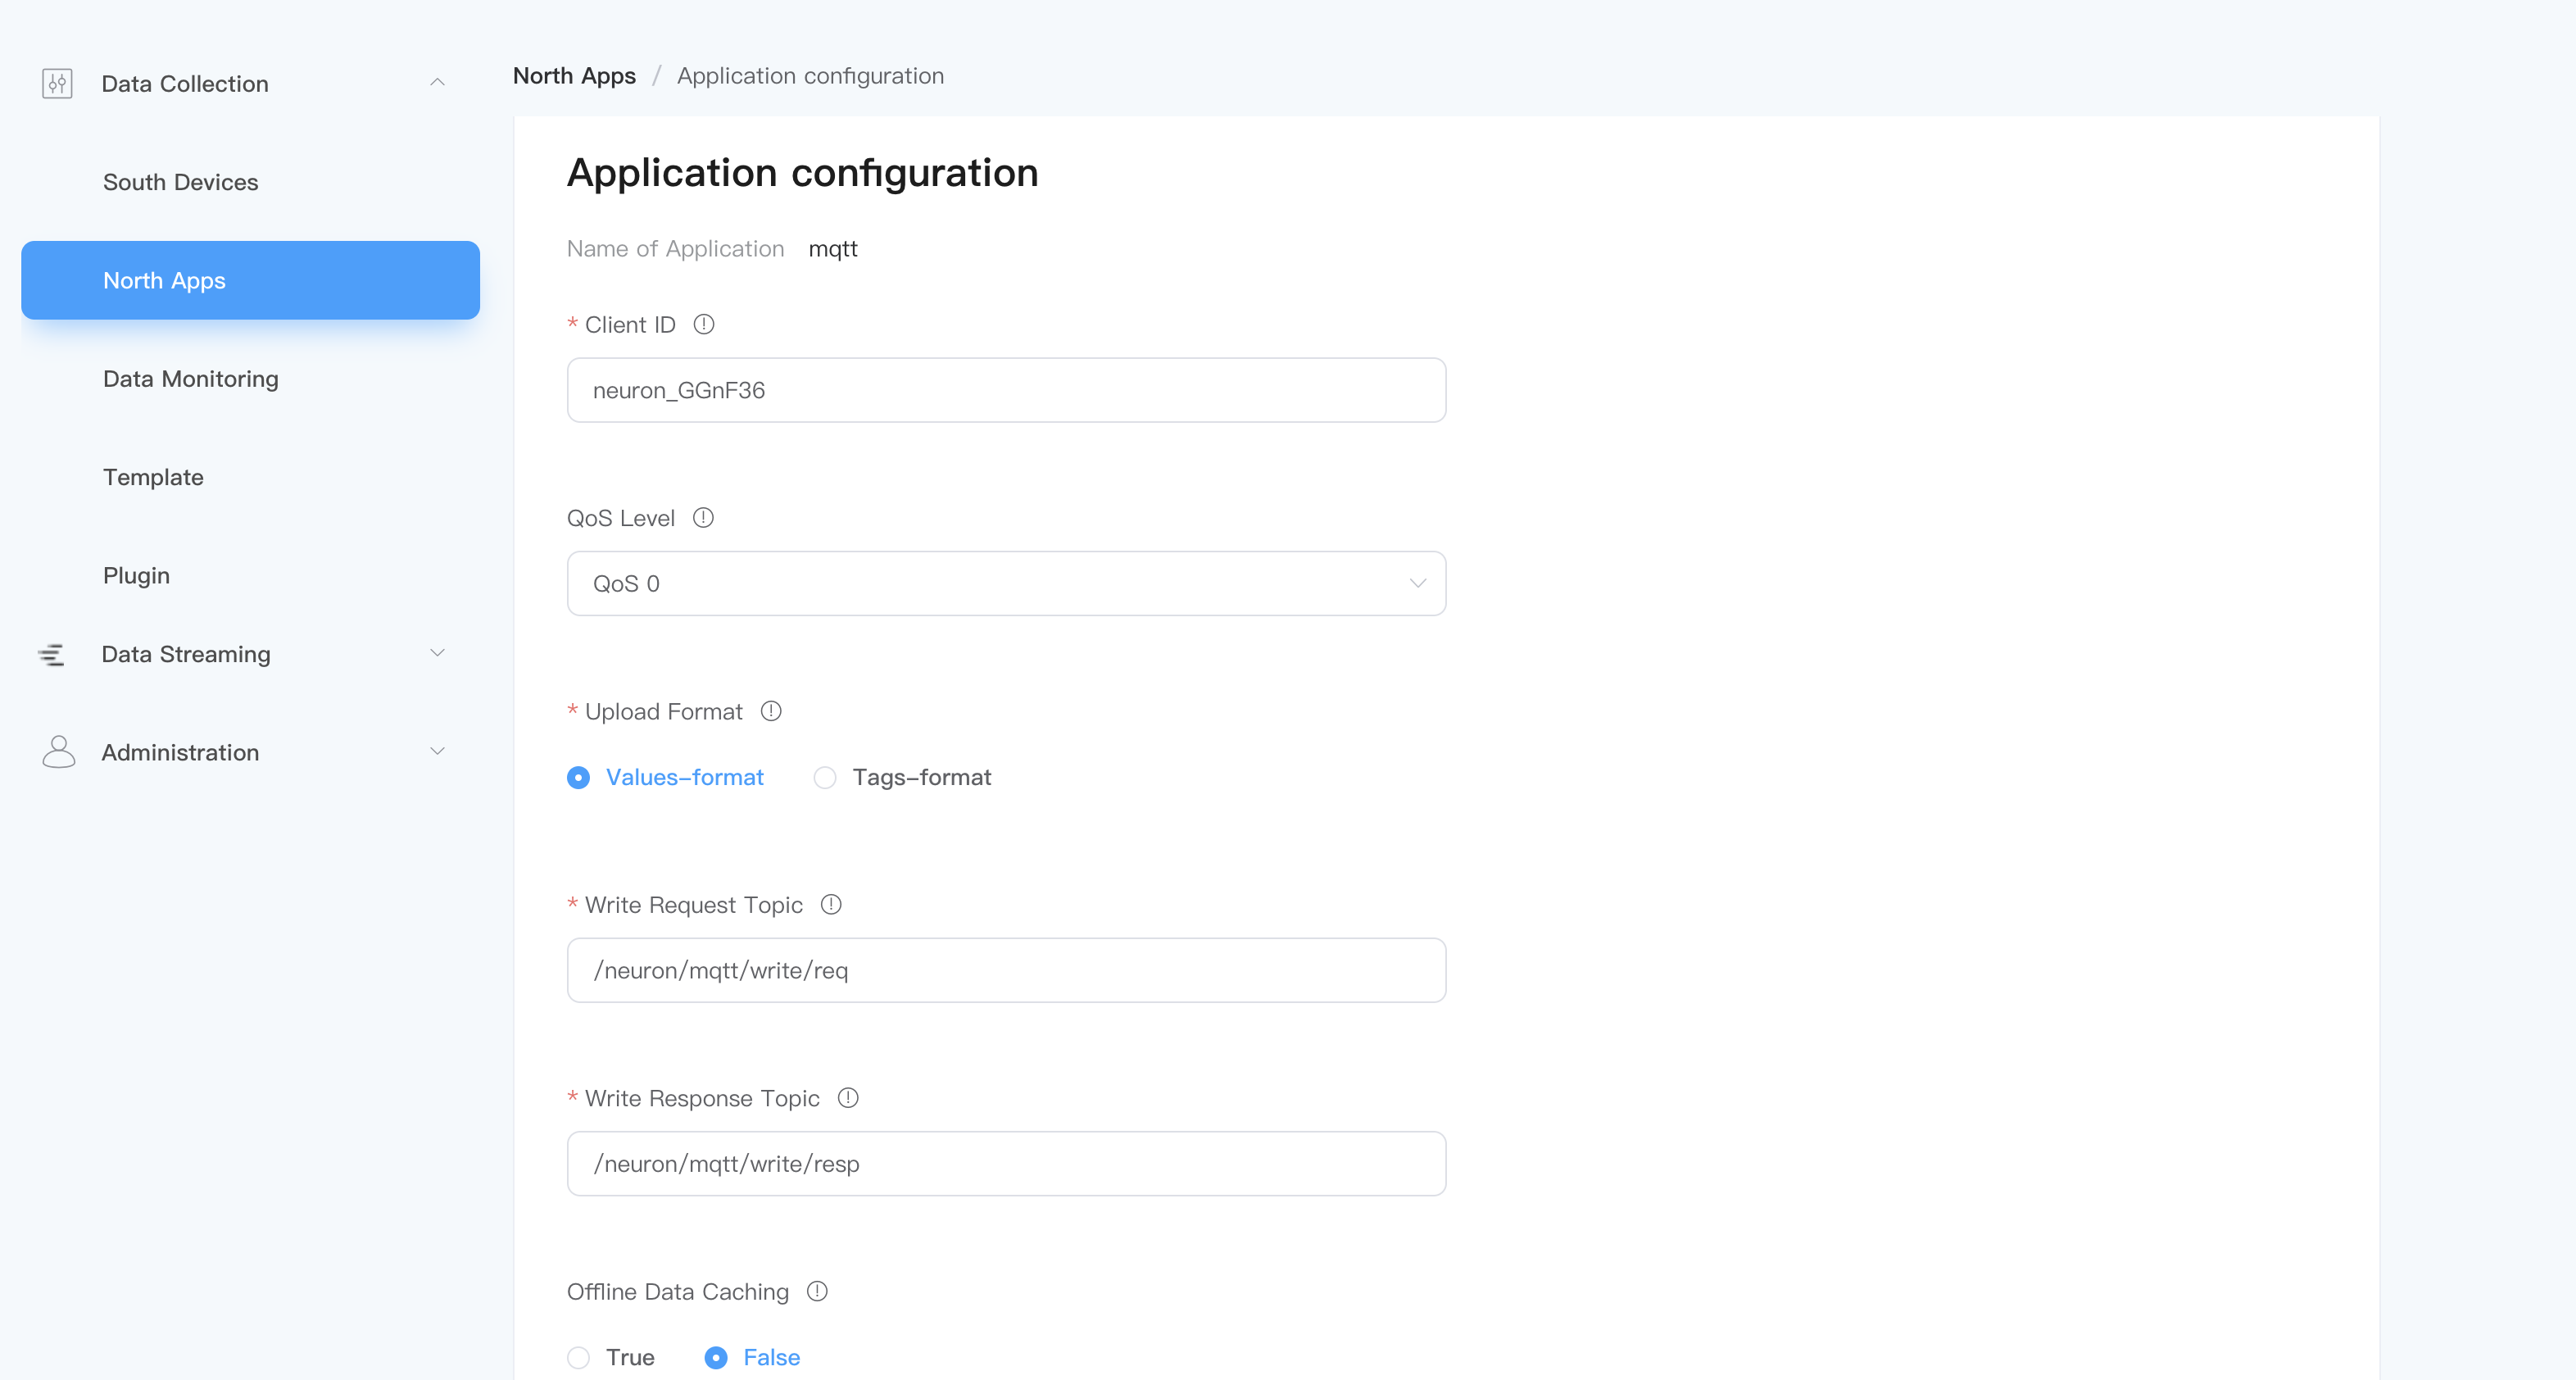 Data Collection
South Devices
North Apps
Data Monitoring
Template
Plugin
Data Streaming
Administration
North Apps / Application configuration
Application configuration
Name of Application mqtt
* Client ID
neuron_GGnF36
QoS Level
QoS 0
* Upload Format
Values-format Tags-format
* Write Request Topic
/neuron/mqtt/write/req
* Write Response Topic
/neuron/mqtt/write/resp
Offline Data Caching
True False